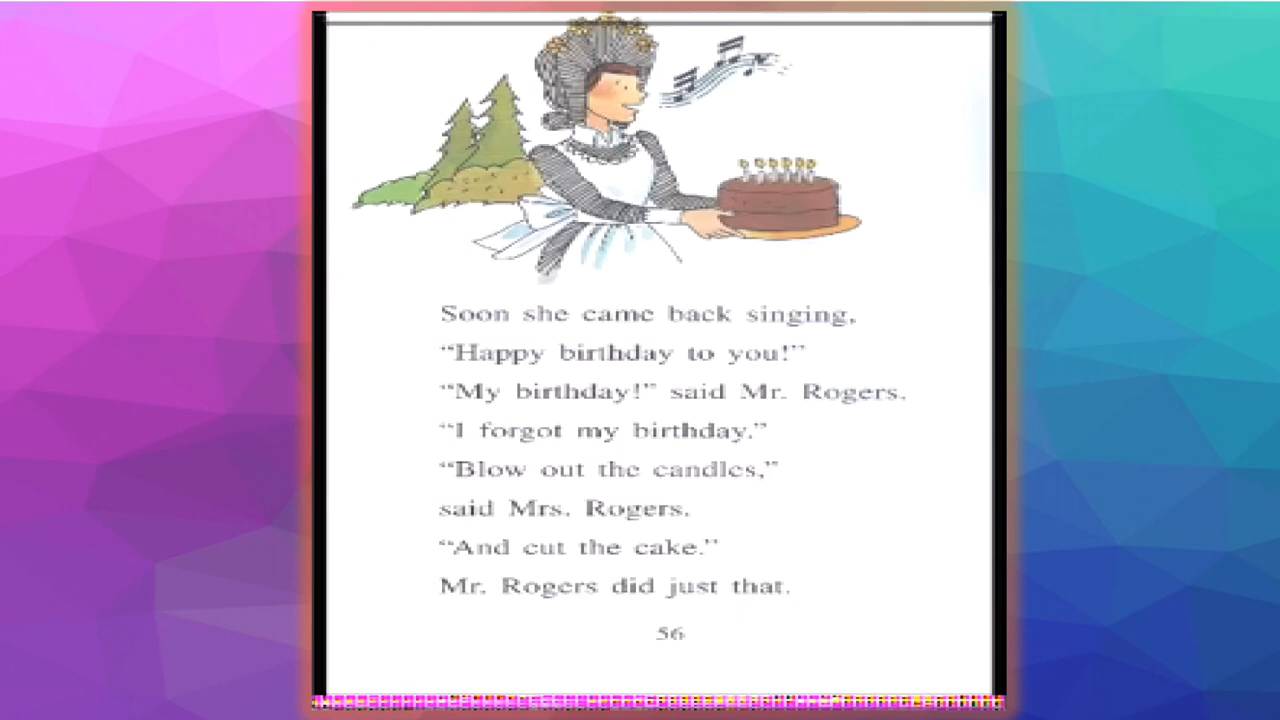 Soon she came back singing,
“Happy birthday to you!”
“My birthday!” said Mr. Rogers.
“I forgot my birthday.”
“Blow out the candles,”
said Mrs. Rogers.
“And cut the cake.”
Mr. Rogers did just that.
56